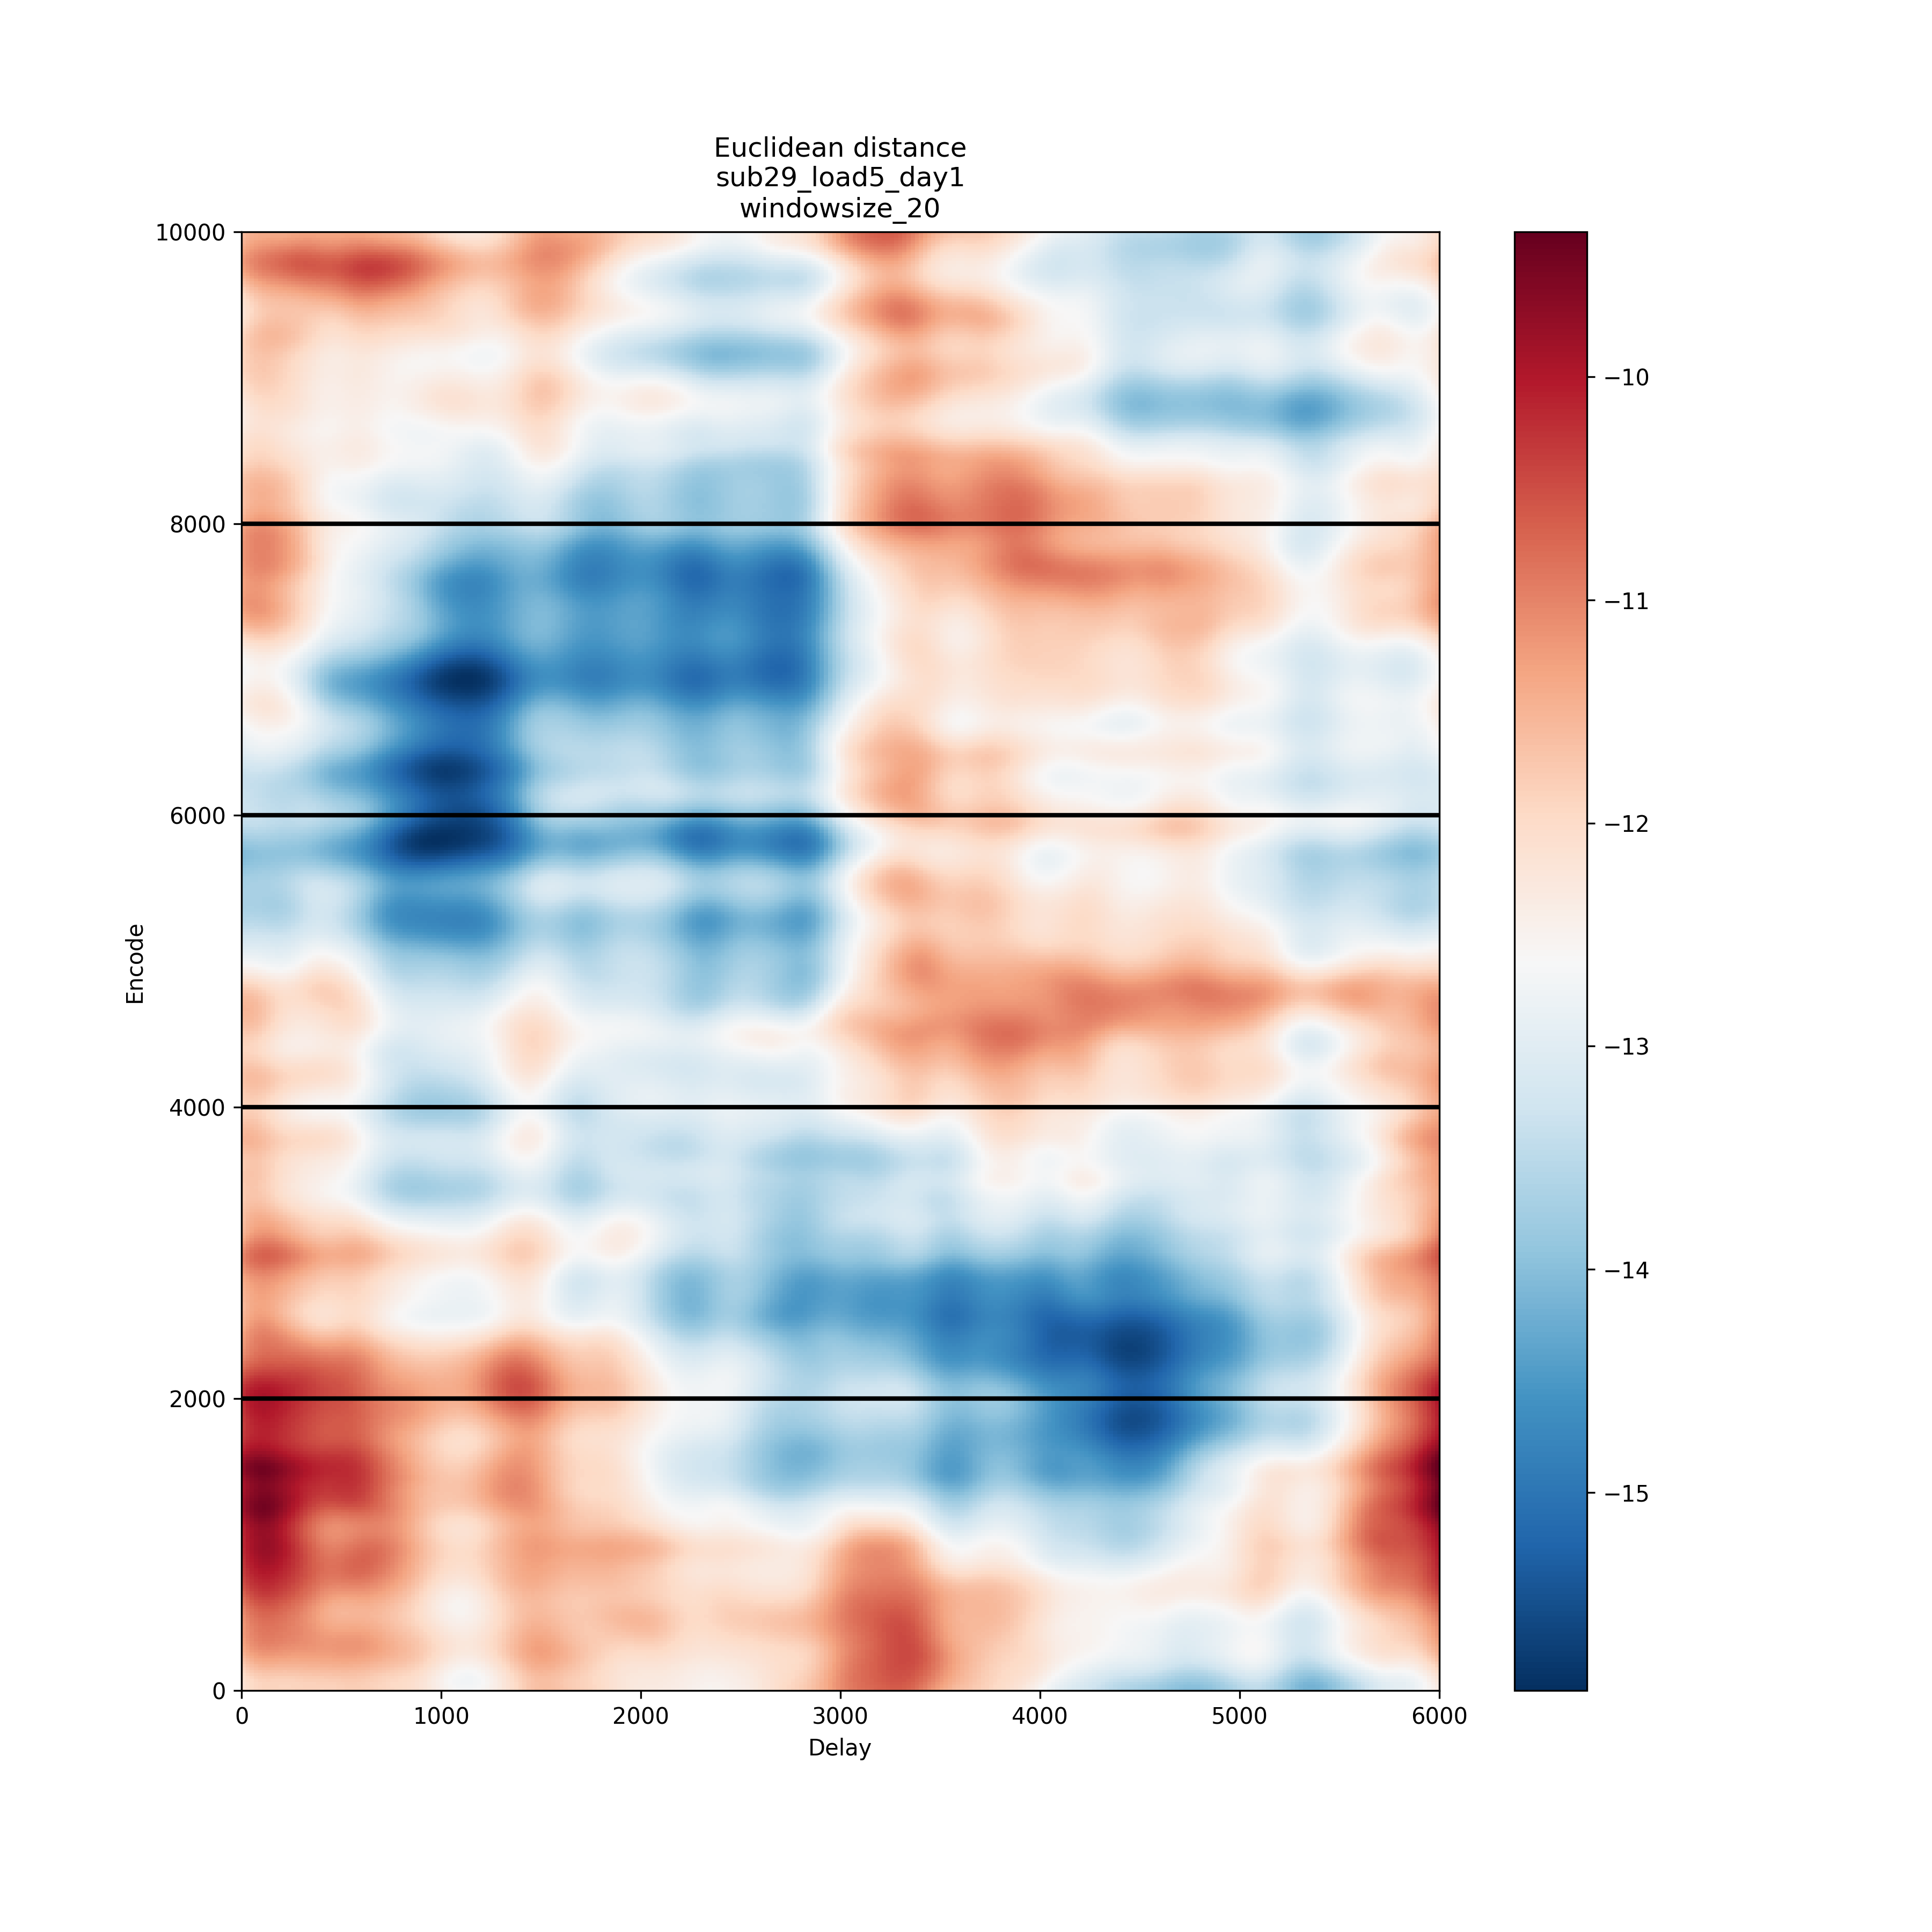 Euclidean distance
sub29_load5_day1
windowsize_20
10000
8000
6000
4000
2000
0
Encode
0 1000 2000 3000 4000 5000 6000
Delay
−10
−11
−12
−13
−14
−15